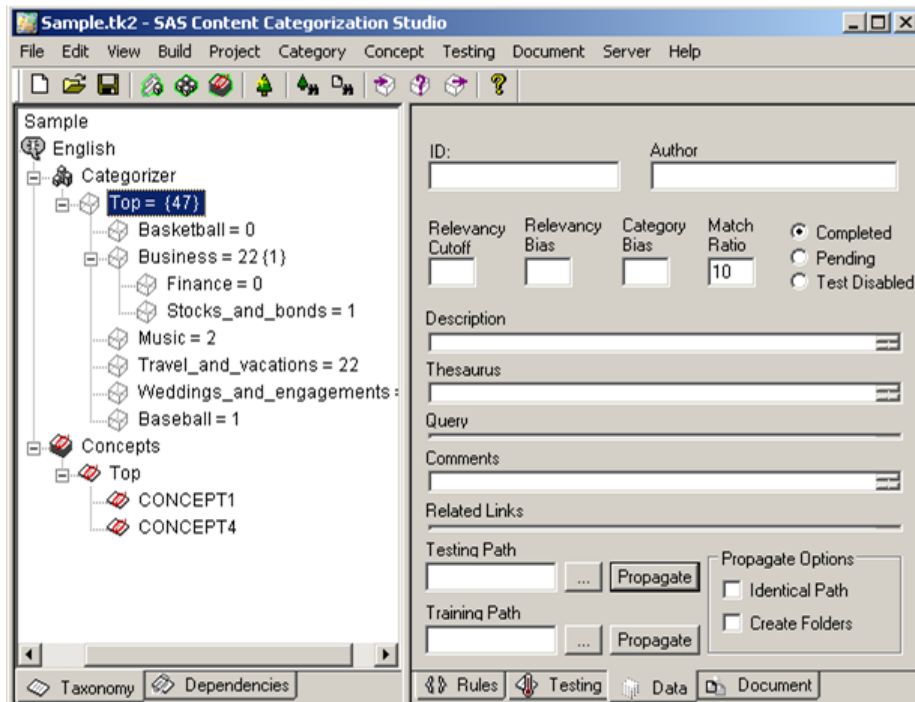 Sample.tk2 - SAS Content Categorization Studio
File Edit View Build Project Category Concept Testing Document Server Help
Sample
English
Categorizer
Top = {47}
Basketball = 0
Business = 22 {1}
Finance = 0
Stocks_and_bonds = 1
Music = 2
Travel_and_vacations = 22
Weddings_and_engagements =
Baseball = 1
Concepts
Top
CONCEPT1
CONCEPT4
Taxonomy Dependencies
ID: Author
Relevancy Cutoff
Relevancy Bias
Category Bias
Match Ratio
10
Completed
Pending
Test Disabled
Description
Thesaurus
Query
Comments
Related Links
Testing Path
... Propagate
Training Path
... Propagate
Propagate Options
Identical Path
Create Folders
Rules Testing Data Document